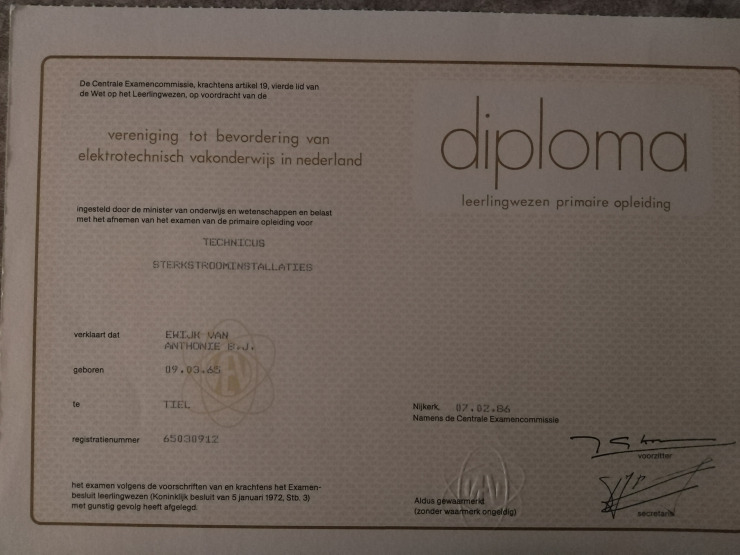 De Centrale Examencommissie, krachtens artikel 19, vierde lid van
de Wet op het Leerlingwezen, op voordracht van de
vereniging tot bevordering van
elektrotechnisch vakonderwijs in nederland
diploma
leerlingwezen primaire opleiding
ingesteld door de minister van onderwijs en wetenschappen en belast
met het afnemen van het examen van de primaire opleiding voor
TECHNICUS
STERKSTROOMINSTALLATIES
verklaart dat EWIJK VAN
ANTHONIE B.J.
geboren 09.03.65
te TIEL
registratienummer 65030912
het examen volgens de voorschriften van en krachtens het Examen-
besluit leerlingwezen (Koninklijk besluit van 5 januari 1972, Stb. 3)
met gunstig gevolg heeft afgelegd.
Nijkerk, 07.02.86
Namens de Centrale Examencommissie
voorzitter
Aldus gewaarmerkt
(zonder waarmerk ongeldig)
secretaris